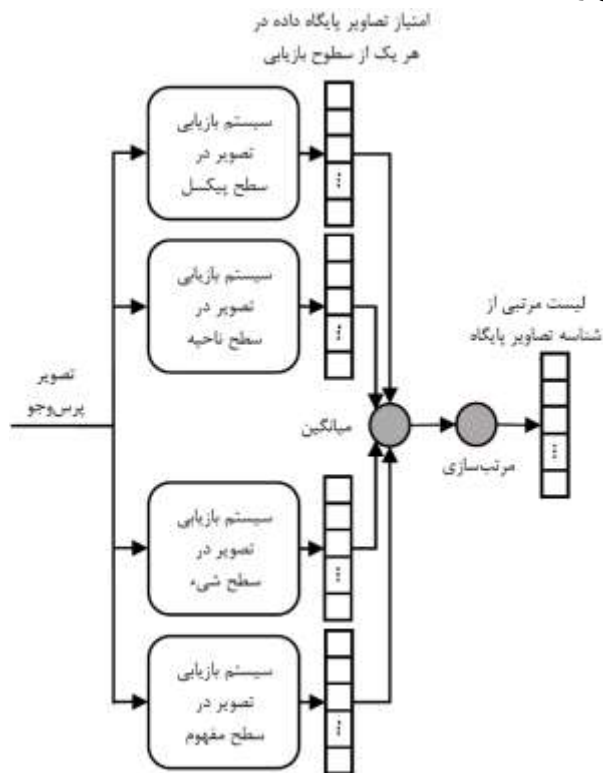 امتیاز تصاویر پایگاه داده در
هر یک از سطوح بازیابی
سیستم بازیابی
تصویر در
سطح پیکسل
سیستم بازیابی
تصویر در
سطح ناحیه
لیست مرتبی از
شناسه تصاویر پایگاه
تصویر
پرس‌وجو
میانگین
مرتب‌سازی
سیستم بازیابی
تصویر در
سطح شیء
سیستم بازیابی
تصویر در
سطح مفهوم